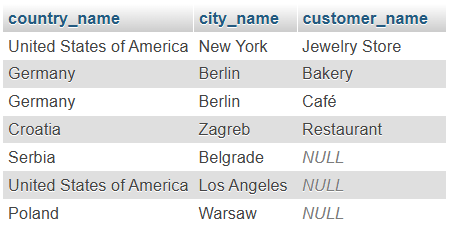 country_name city_name customer_name
United States of America New York Jewelry Store
Germany Berlin Bakery
Germany Berlin Café
Croatia Zagreb Restaurant
Serbia Belgrade NULL
United States of America Los Angeles NULL
Poland Warsaw NULL